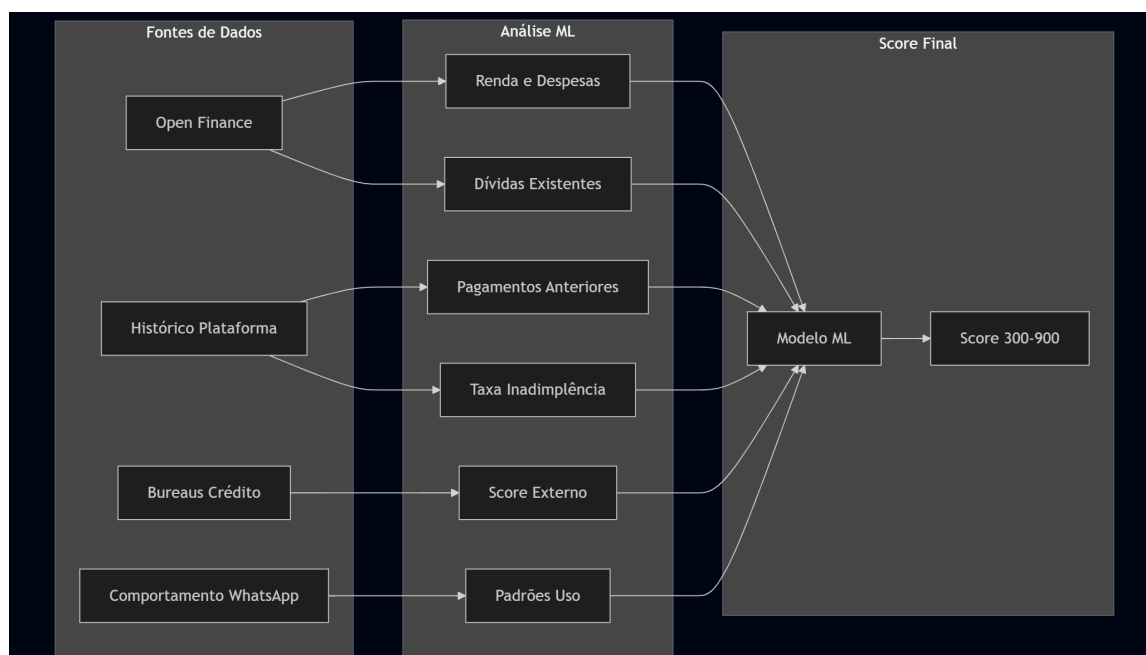 Fontes de Dados
Open Finance
Histórico Plataforma
Bureaus Crédito
Comportamento WhatsApp
Análise ML
Renda e Despesas
Dívidas Existentes
Pagamentos Anteriores
Taxa Inadimplência
Score Externo
Padrões Uso
Score Final
Modelo ML
Score 300-900